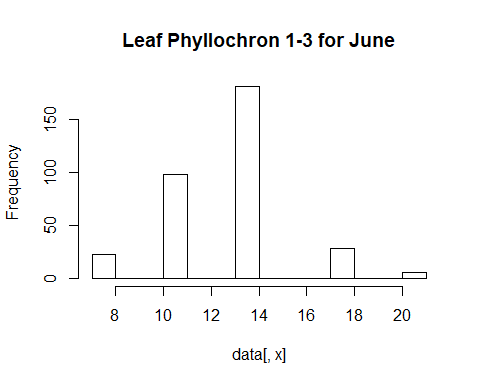 Leaf Phyllochron 1-3 for June
Frequency
150
100
50
0
8 10 12 14 16 18 20
data[, x]